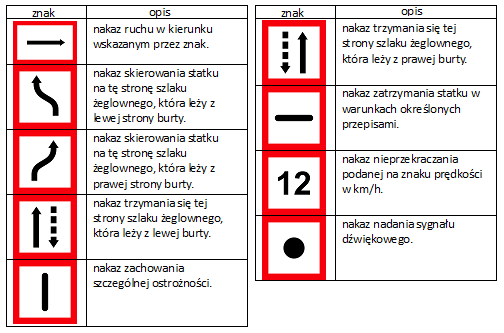 znak opis
nakaz ruchu w kierunku
wskazanym przez znak.
nakaz skierowania statku
na tę stronę szlaku
żeglownego, która leży z
lewej strony burty.
nakaz skierowania statku
na tę stronę szlaku
żeglownego, która leży z
prawej strony burty.
nakaz trzymania się tej
strony szlaku żeglownego,
która leży z lewej burty.
nakaz zachowania
szczególnej ostrożności.
znak opis
nakaz trzymania się tej
strony szlaku żeglownego,
która leży z prawej burty.
nakaz zatrzymania statku w
warunkach określonych
przepisami.
12
nakaz nieprzekraczania
podanej na znaku prędkości
w km/h.
nakaz nadania sygnału
dźwiękowego.